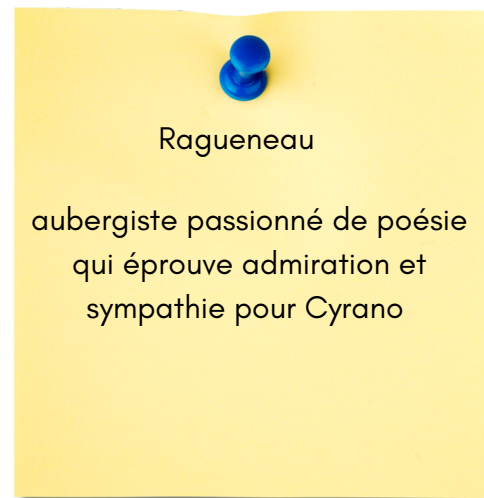 Ragueneau
aubergiste passionné de poésie
qui éprouve admiration et
sympathie pour Cyrano